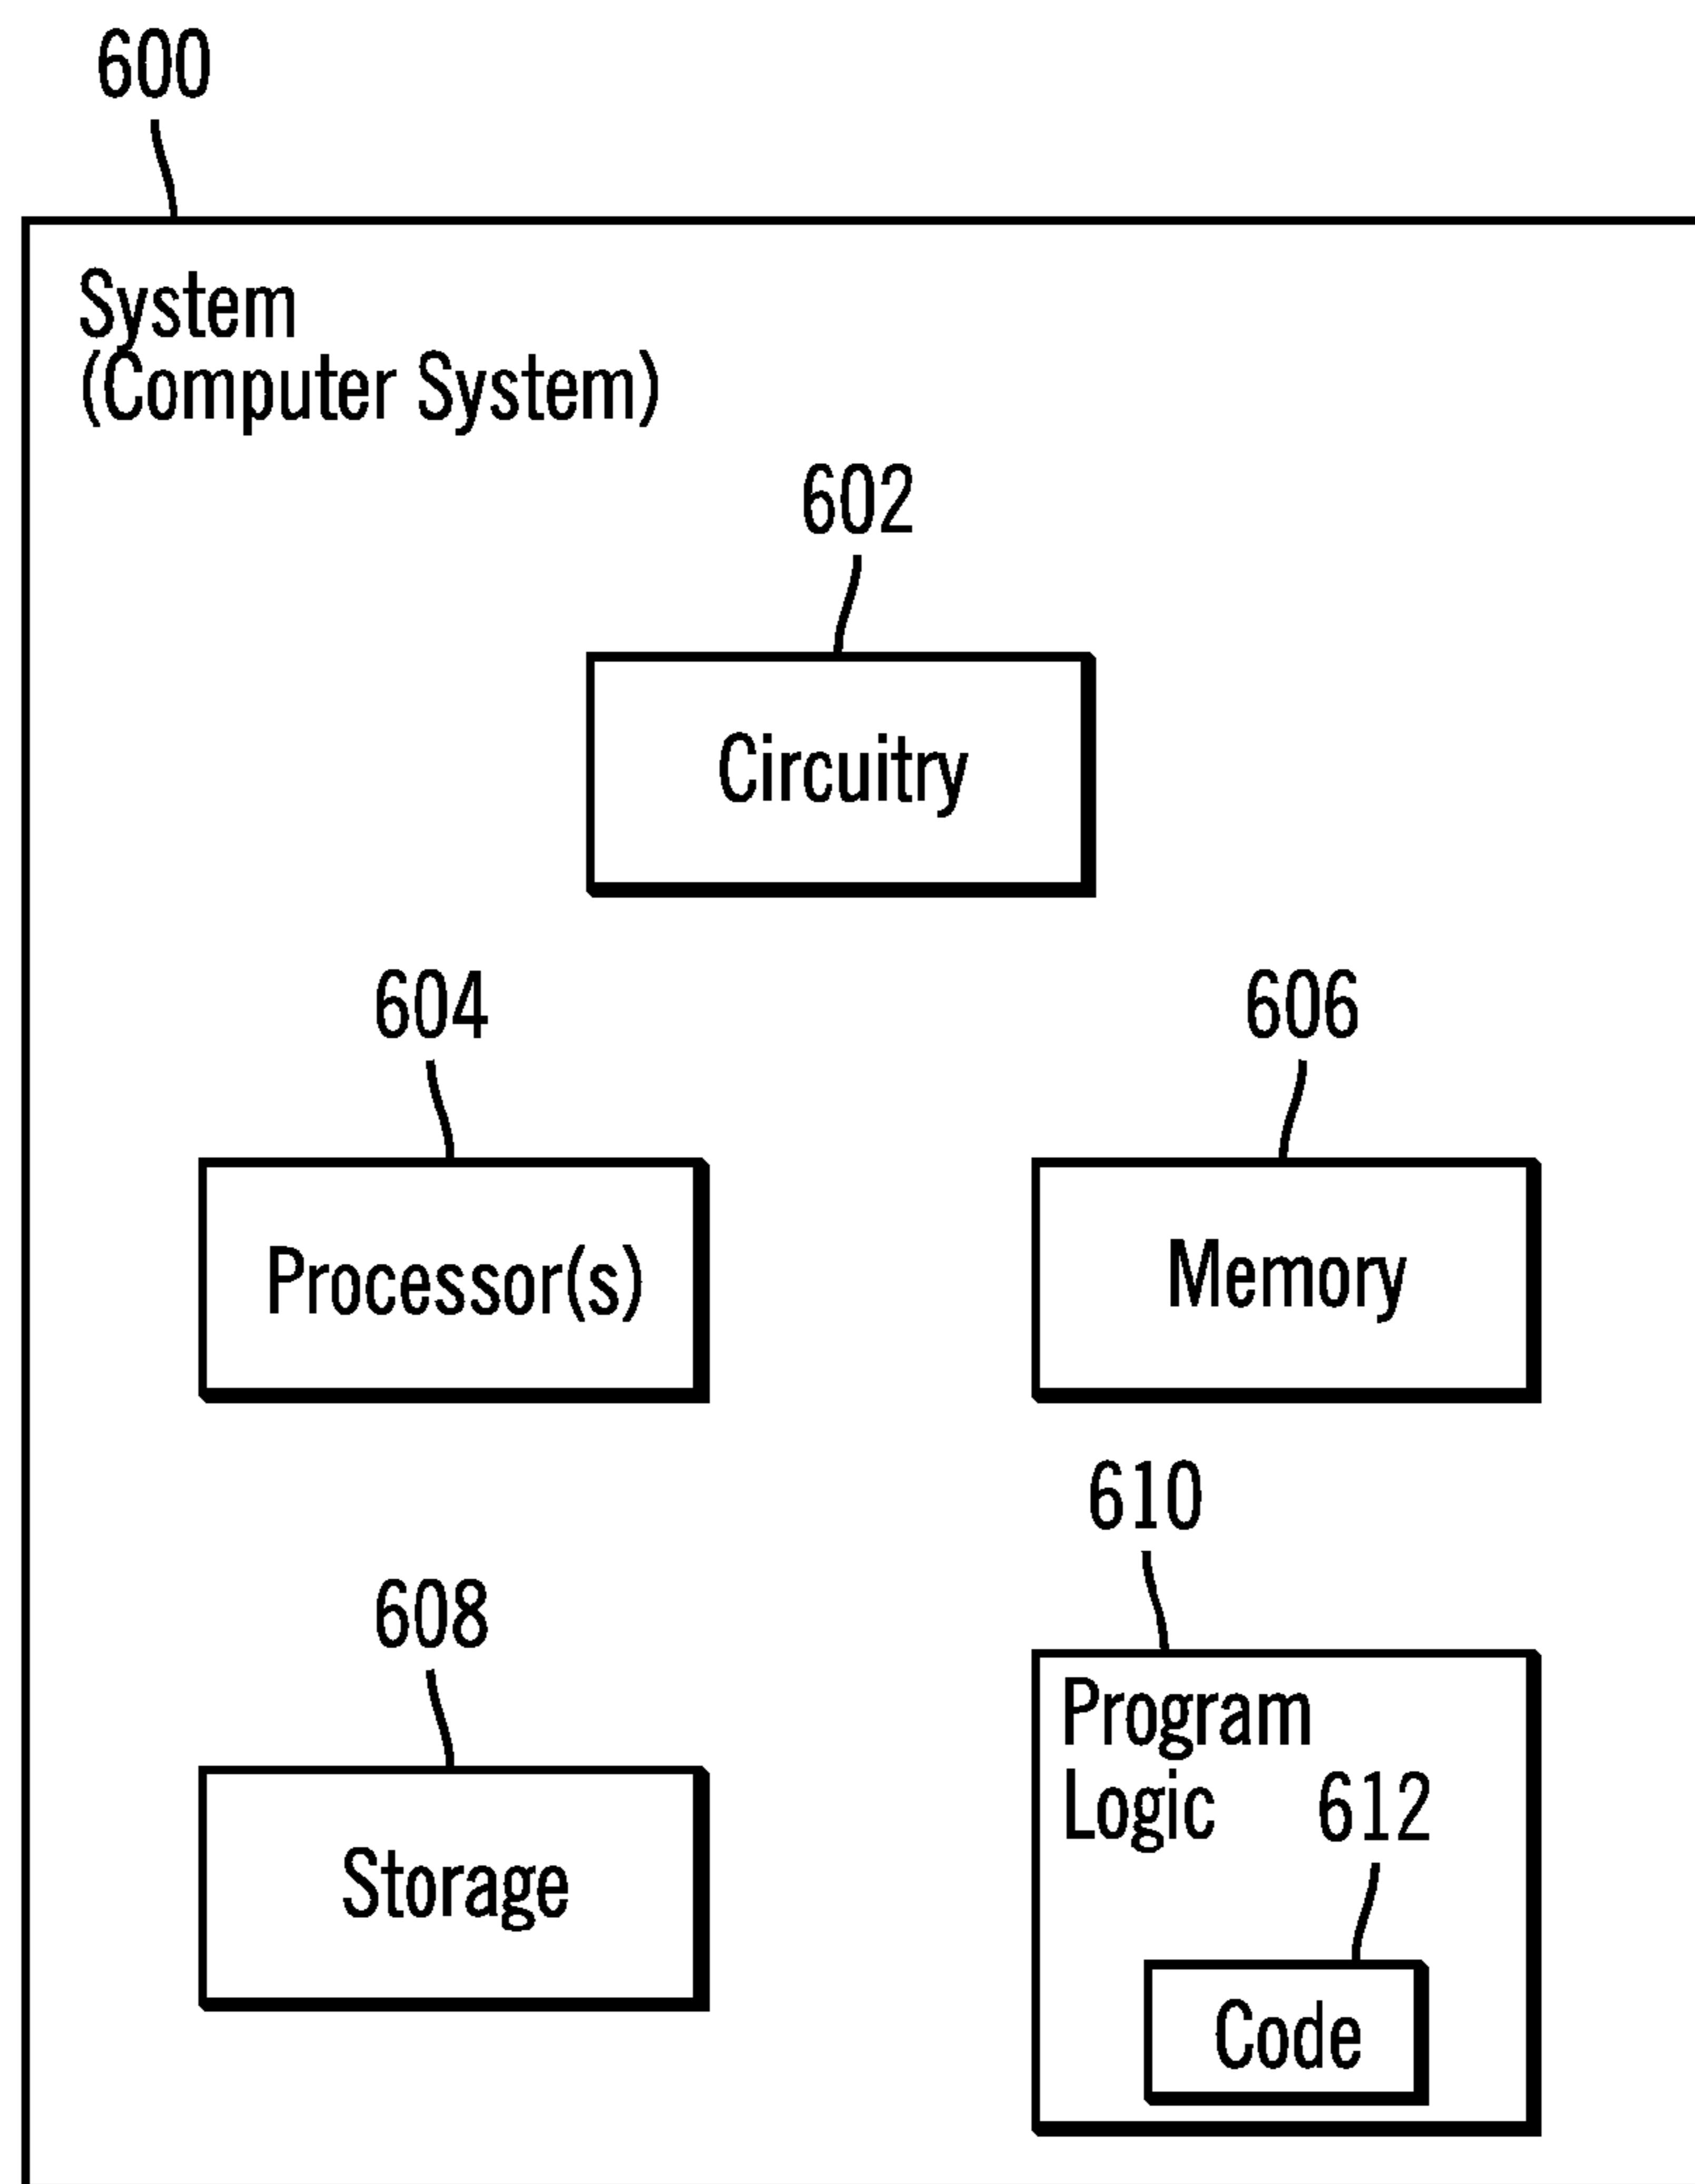 600
System
(Computer System)
602
Circuitry
604
606
Processor(s)
Memory
610
608
Program
Logic 612
Storage
Code